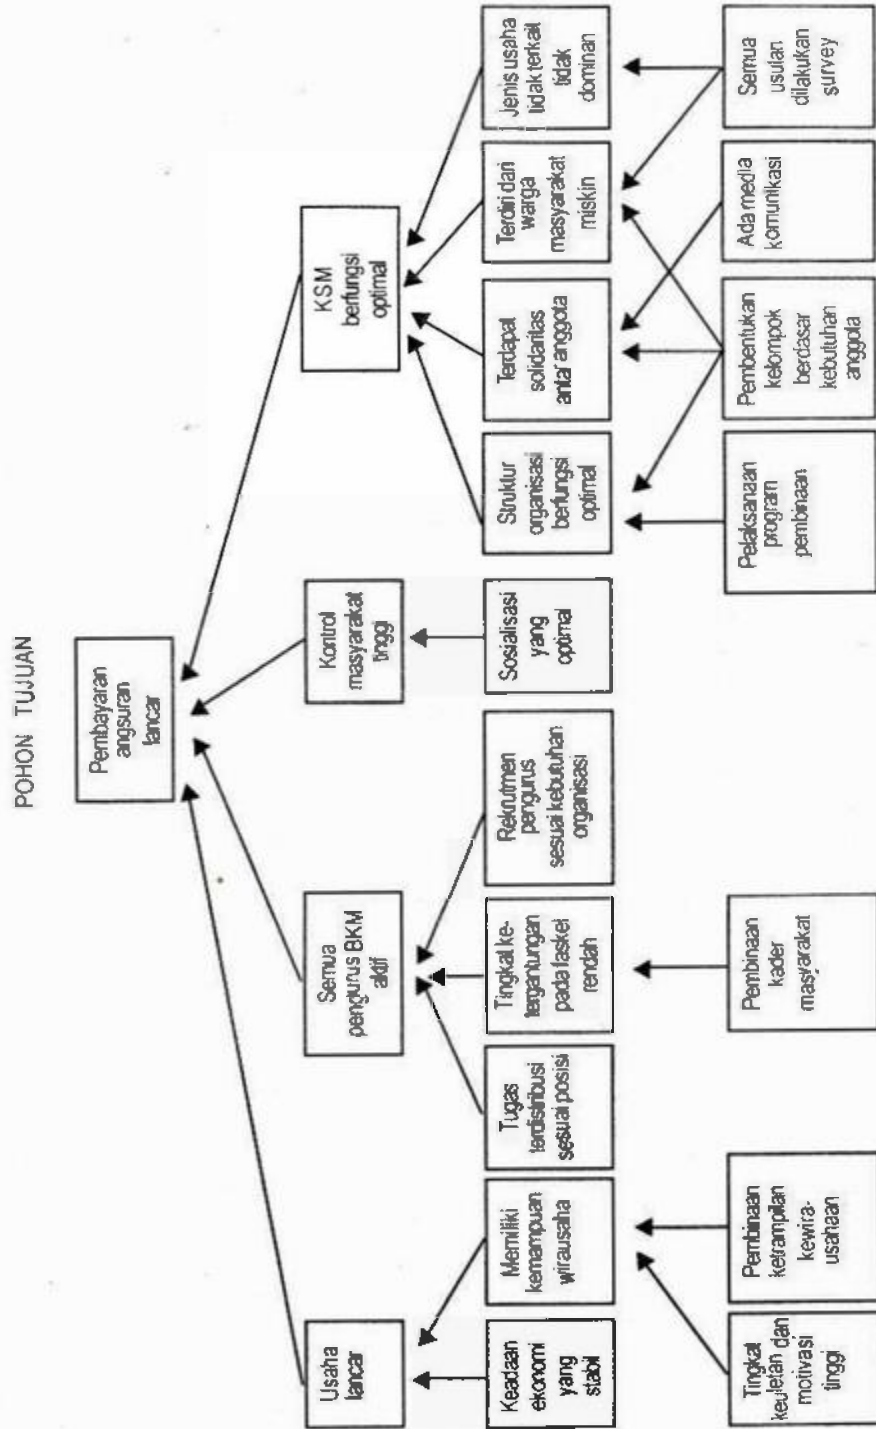 POHON TUJUAN
Pembayaran
angsuran
lancar
Usaha
lancar
Semua
pengurus BKM
aktif
Kontrol
masyarakat
tinggi
KSM
berfungsi
optimal
Keadaan
ekonomi
yang
stabil
Memiliki
kemampuan
wirausaha
Tugas
terdistribusi
sesuai posisi
Tingkat ke-
tergantungan
pada faskel
rendah
Rekrutmen
pengurus
sesuai kebutuhan
organisasi
Sosialisasi
yang
optimal
Struktur
organisasi
berfungsi
optimal
Terdapat
solidaritas
antar anggota
Terdiri dari
warga
masyarakat
miskin
Jenis usaha
tidak terkait
tidak
dominan
Tingkat
keuletan dan
motivasi
tinggi
Pembinaan
ketrampilan
kewira-
usahaan
Pembinaan
kader
masyarakat
Pelaksanaan
program
pembinaan
Pembentukan
kelompok
berdasar
kebutuhan
anggota
Ada media
komunikasi
Semua
usulan
dilakukan
survey